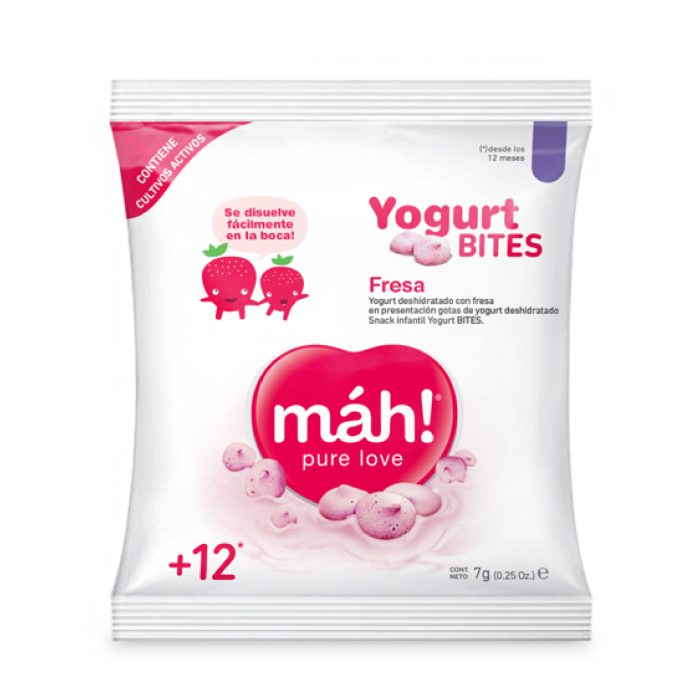 CONTIENE
CULTIVOS ACTIVOS
(*)desde los
12 meses
Se disuelve
fácilmente
en la boca!
Yogurt
BITES
Fresa
Yogurt deshidratado con fresa
en presentación gotas de yogurt deshidratado
Snack infantil Yogurt BITES.
máh!®
pure love
+12*
CONT.
NETO 7g (0.25 Oz.) ℮